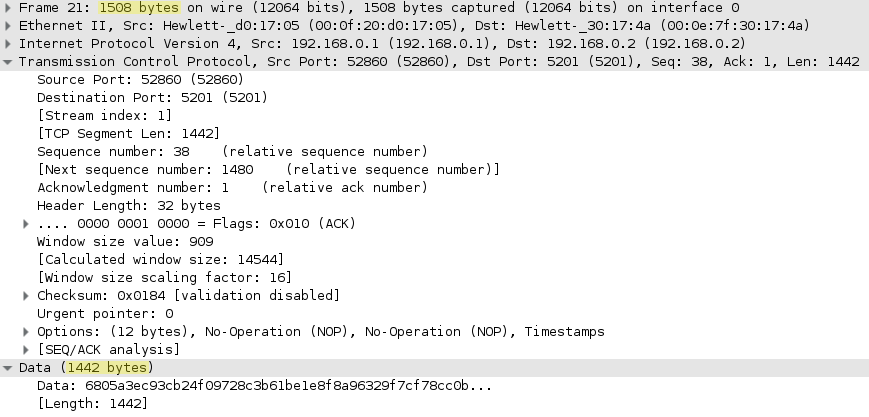 Frame 21: 1508 bytes on wire (12064 bits), 1508 bytes captured (12064 bits) on interface 0
Ethernet II, Src: Hewlett-_d0:17:05 (00:0f:20:d0:17:05), Dst: Hewlett-_30:17:4a (00:0e:7f:30:17:4a)
Internet Protocol Version 4, Src: 192.168.0.1 (192.168.0.1), Dst: 192.168.0.2 (192.168.0.2)
Transmission Control Protocol, Src Port: 52860 (52860), Dst Port: 5201 (5201), Seq: 38, Ack: 1, Len: 1442
Source Port: 52860 (52860)
Destination Port: 5201 (5201)
[Stream index: 1]
[TCP Segment Len: 1442]
Sequence number: 38    (relative sequence number)
[Next sequence number: 1480    (relative sequence number)]
Acknowledgment number: 1    (relative ack number)
Header Length: 32 bytes
.... 0000 0001 0000 = Flags: 0x010 (ACK)
Window size value: 909
[Calculated window size: 14544]
[Window size scaling factor: 16]
Checksum: 0x0184 [validation disabled]
Urgent pointer: 0
Options: (12 bytes), No-Operation (NOP), No-Operation (NOP), Timestamps
[SEQ/ACK analysis]
Data (1442 bytes)
Data: 6805a3ec93cb24f09728c3b61be1e8f8a96329f7cf78cc0b...
[Length: 1442]